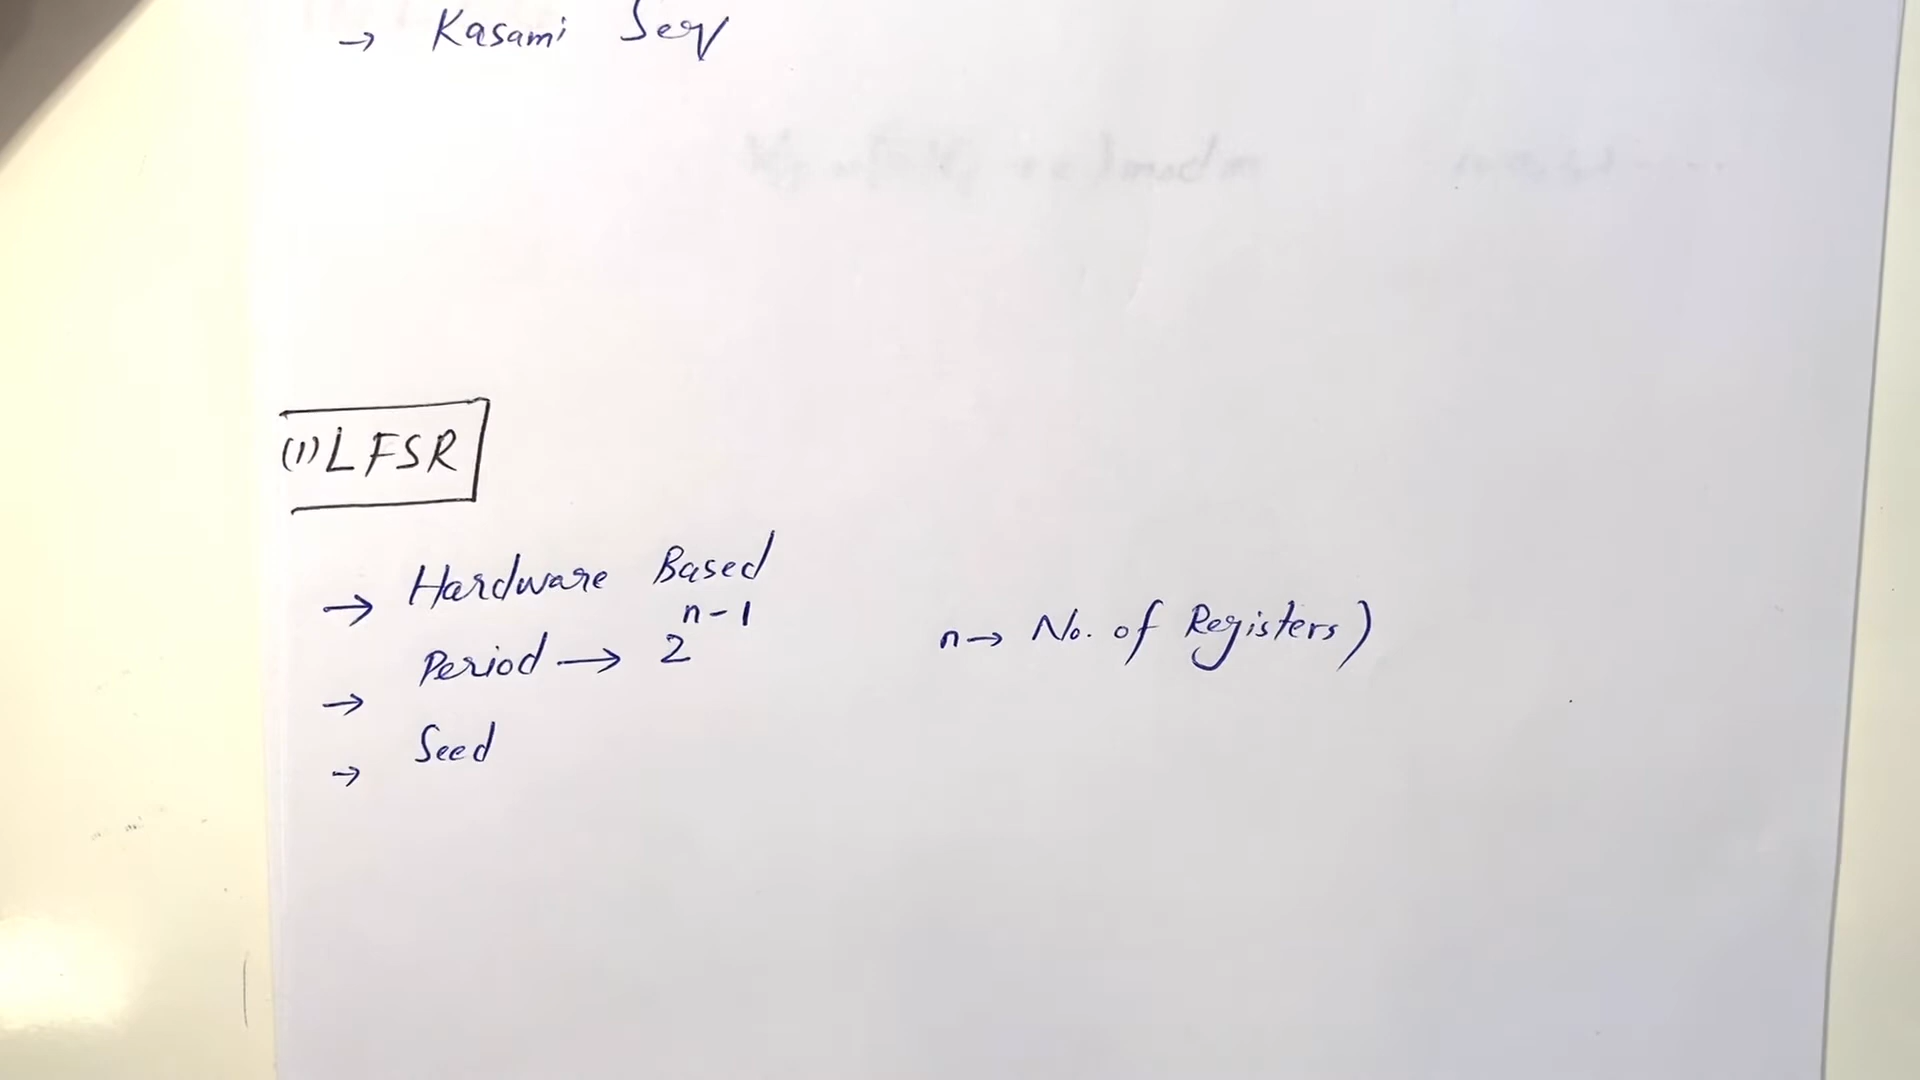 → Kasami Seq
(1) LFSR
→ Hardware Based
→ Period → 2^(n-1)    n → No. of Registers)
→ Seed